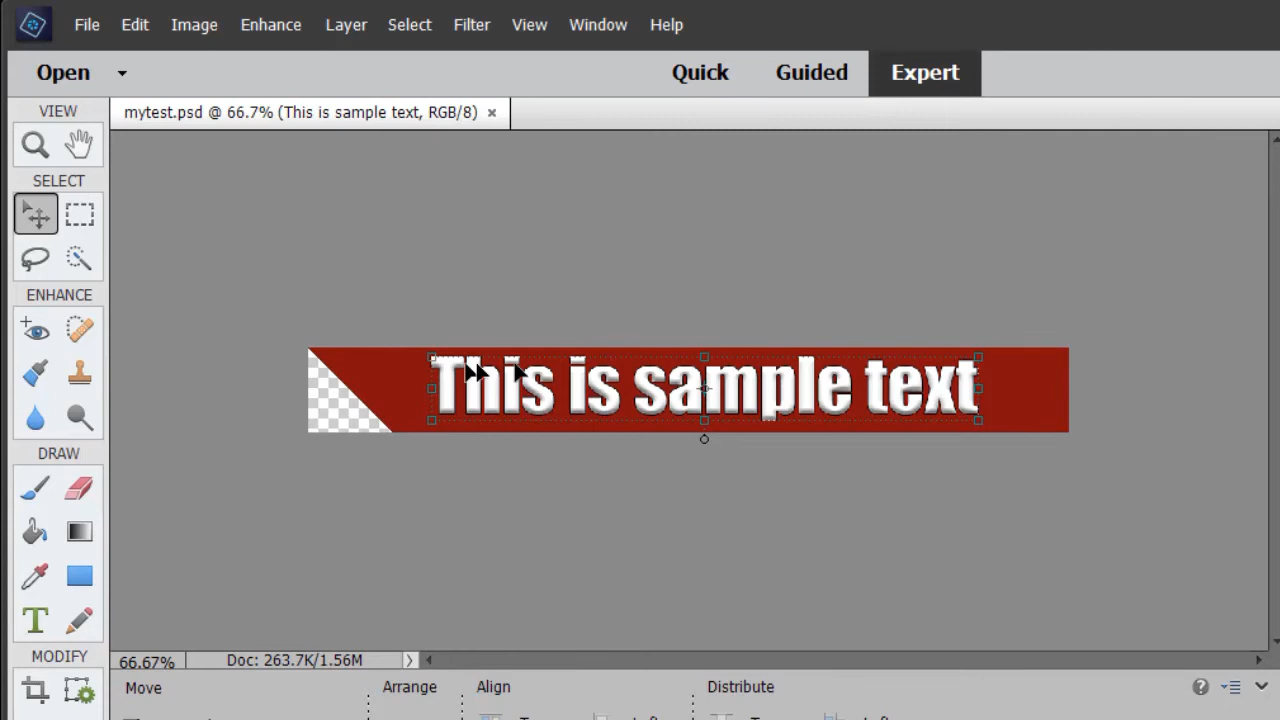 File Edit Image Enhance Layer Select Filter View Window Help
Open Quick Guided Expert
VIEW
mytest.psd @ 66.7% (This is sample text, RGB/8) ×
SELECT
ENHANCE
This is sample text
DRAW
T
MODIFY
66.67% Doc: 263.7K/1.56M
Move Arrange Align Distribute